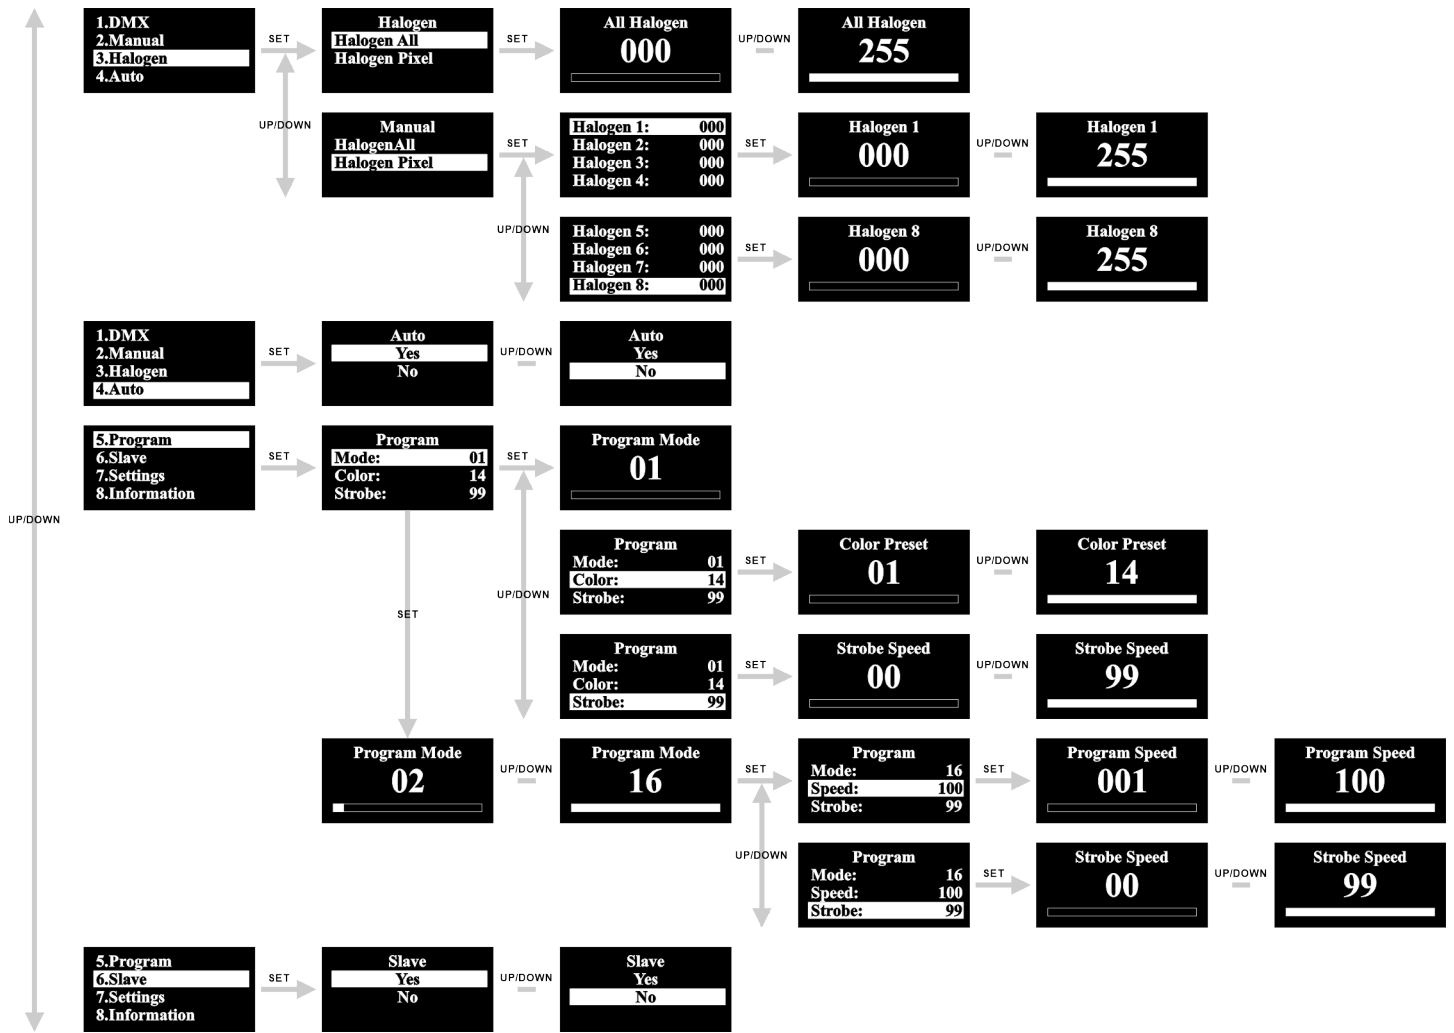 1.DMX
2.Manual
3.Halogen
4.Auto
SET
Halogen
Halogen All
Halogen Pixel
SET
All Halogen
000
UP/DOWN
All Halogen
255
UP/DOWN
Manual
HalogenAll
Halogen Pixel
SET
Halogen 1: 000
Halogen 2: 000
Halogen 3: 000
Halogen 4: 000
SET
Halogen 1
000
UP/DOWN
Halogen 1
255
UP/DOWN
Halogen 5: 000
Halogen 6: 000
Halogen 7: 000
Halogen 8: 000
SET
Halogen 8
000
UP/DOWN
Halogen 8
255
1.DMX
2.Manual
3.Halogen
4.Auto
SET
Auto
Yes
No
UP/DOWN
Auto
Yes
No
5.Program
6.Slave
7.Settings
8.Information
SET
Program
Mode: 01
Color: 14
Strobe: 99
SET
Program Mode
01
UP/DOWN
UP/DOWN
Program
Mode: 01
Color: 14
Strobe: 99
SET
Color Preset
01
UP/DOWN
Color Preset
14
SET
Program
Mode: 01
Color: 14
Strobe: 99
SET
Strobe Speed
00
UP/DOWN
Strobe Speed
99
Program Mode
02
UP/DOWN
Program Mode
16
SET
Program
Mode: 16
Speed: 100
Strobe: 99
SET
Program Speed
001
UP/DOWN
Program Speed
100
UP/DOWN
Program
Mode: 16
Speed: 100
Strobe: 99
SET
Strobe Speed
00
UP/DOWN
Strobe Speed
99
5.Program
6.Slave
7.Settings
8.Information
SET
Slave
Yes
No
UP/DOWN
Slave
Yes
No